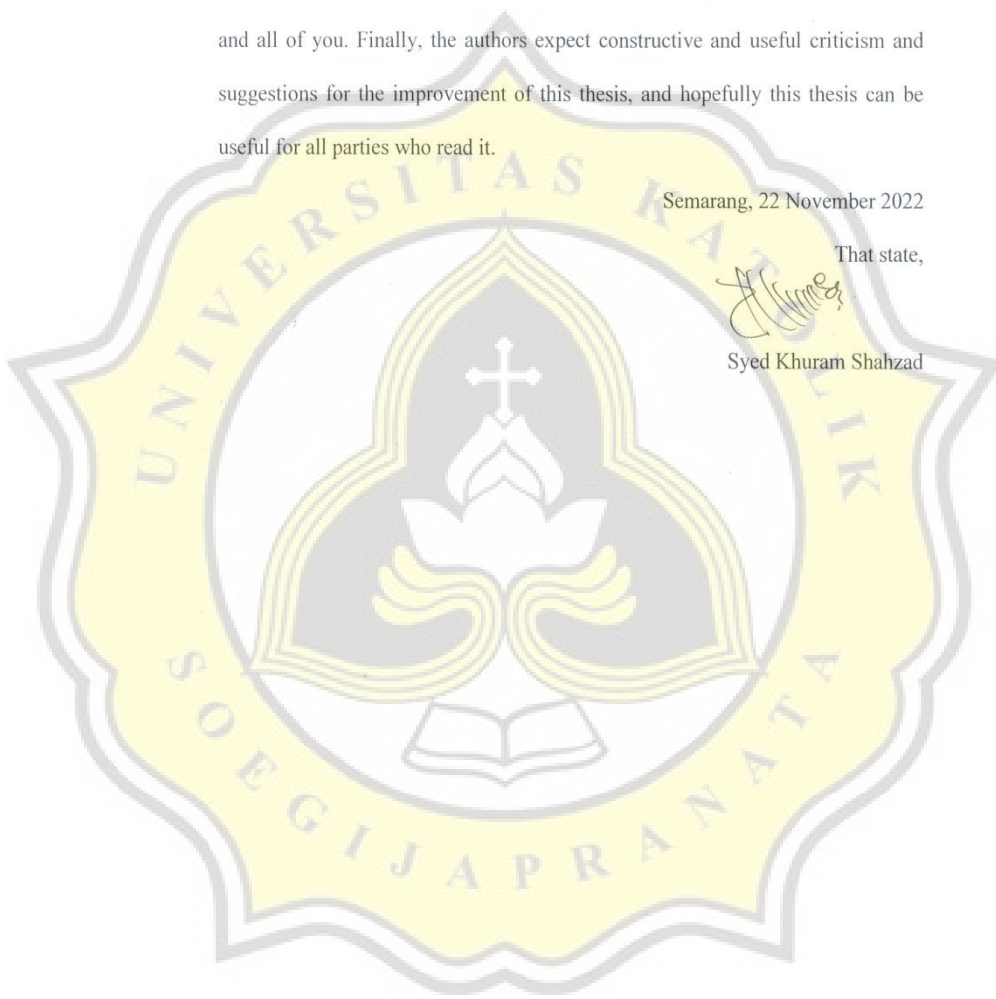 and all of you. Finally, the authors expect constructive and useful criticism and
suggestions for the improvement of this thesis, and hopefully this thesis can be
useful for all parties who read it.
Semarang, 22 November 2022
That state,
Syed Khuram Shahzad
UNIVERSITAS KATOLIK
SOEGIJAPRANATA